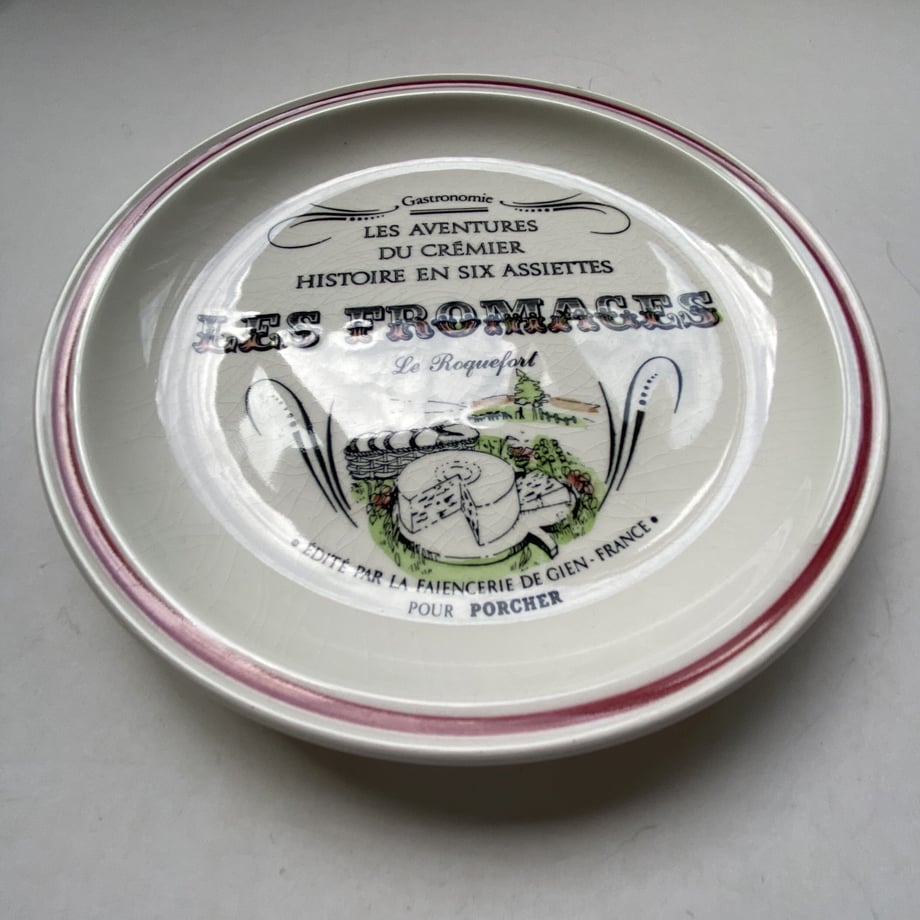 Gastronomie
LES AVENTURES
DU CRÉMIER
HISTOIRE EN SIX ASSIETTES
LES FROMAGES
Le Roquefort
• ÉDITÉ PAR LA FAIENCERIE DE GIEN - FRANCE •
POUR PORCHER